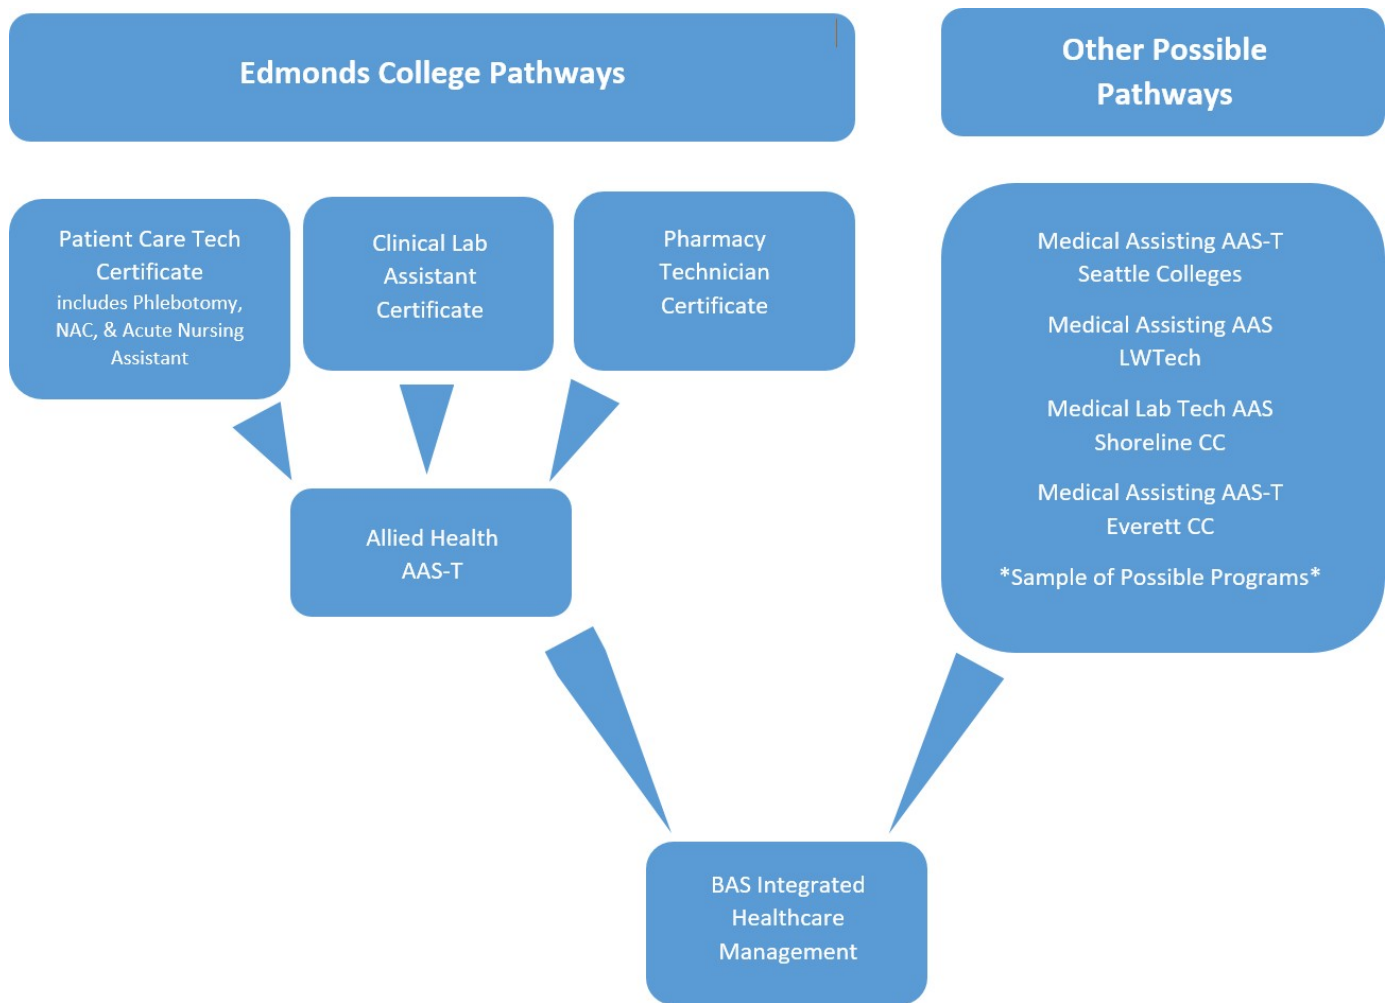 Edmonds College Pathways
Other Possible
Pathways
Patient Care Tech
Certificate
includes Phlebotomy,
NAC, & Acute Nursing
Assistant
Clinical Lab
Assistant
Certificate
Pharmacy
Technician
Certificate
Medical Assisting AAS-T
Seattle Colleges
Medical Assisting AAS
LWTech
Medical Lab Tech AAS
Shoreline CC
Medical Assisting AAS-T
Everett CC
*Sample of Possible Programs*
Allied Health
AAS-T
BAS Integrated
Healthcare
Management